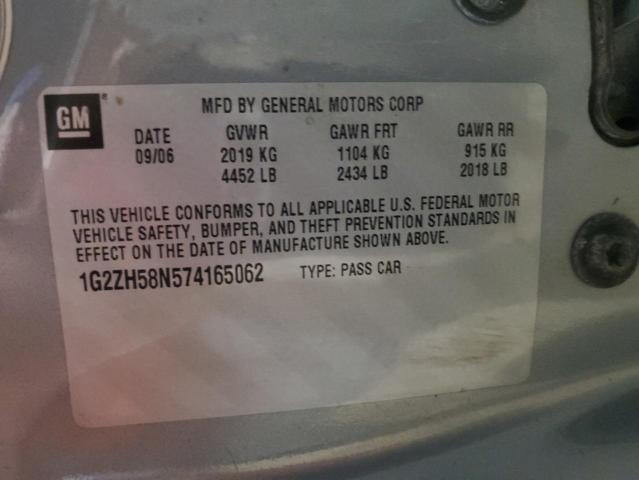 GM
MFD BY GENERAL MOTORS CORP
DATE GVWR GAWR FRT GAWR RR
09/06 2019 KG 1104 KG 915 KG
4452 LB 2434 LB 2018 LB
THIS VEHICLE CONFORMS TO ALL APPLICABLE U.S. FEDERAL MOTOR
VEHICLE SAFETY, BUMPER, AND THEFT PREVENTION STANDARDS IN
EFFECT ON THE DATE OF MANUFACTURE SHOWN ABOVE.
1G2ZH58N574165062 TYPE: PASS CAR